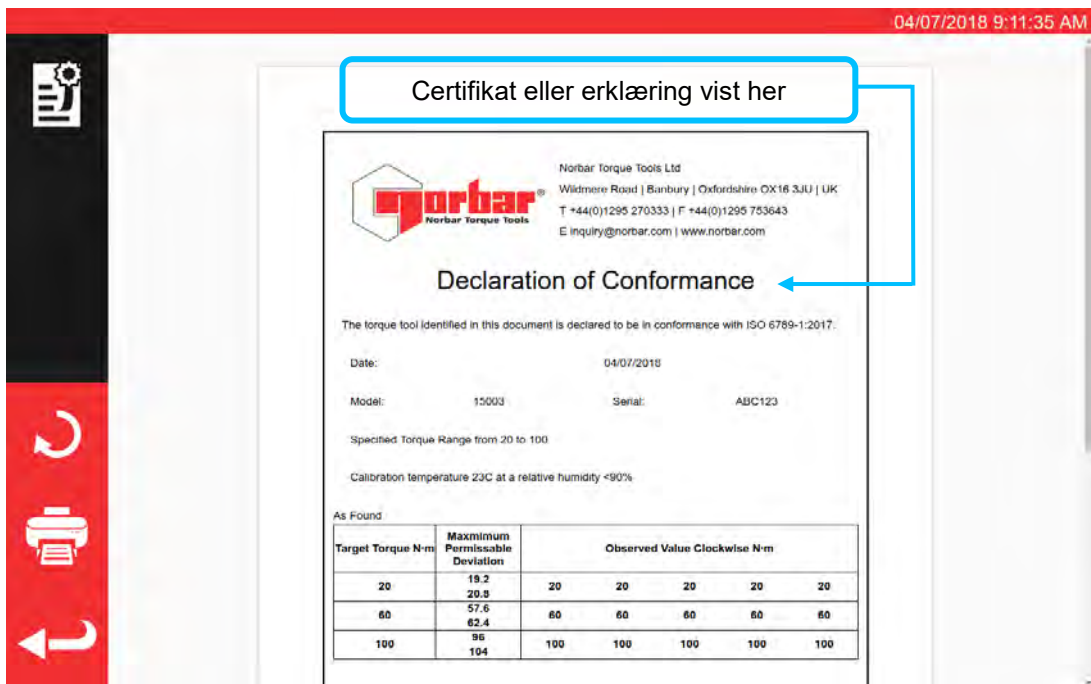 04/07/2018 9:11:35 AM
Certifikat eller erklæring vist her
norbar®
Norbar Torque Tools
Norbar Torque Tools Ltd
Wildmere Road | Banbury | Oxfordshire OX16 3JU | UK
T +44(0)1295 270333 | F +44(0)1295 753643
E inquiry@norbar.com | www.norbar.com
Declaration of Conformance
The torque tool identified in this document is declared to be in conformance with ISO 6789-1:2017.
Date: 04/07/2018
Model: 15003 Serial: ABC123
Specified Torque Range from 20 to 100
Calibration temperature 23C at a relative humidity <90%
As Found
Target Torque N·m Maxmimum Permissable Deviation Observed Value Clockwise N·m
20 19.2 20.8 20 20 20 20 20
60 57.6 62.4 60 60 60 60 60
100 96 104 100 100 100 100 100